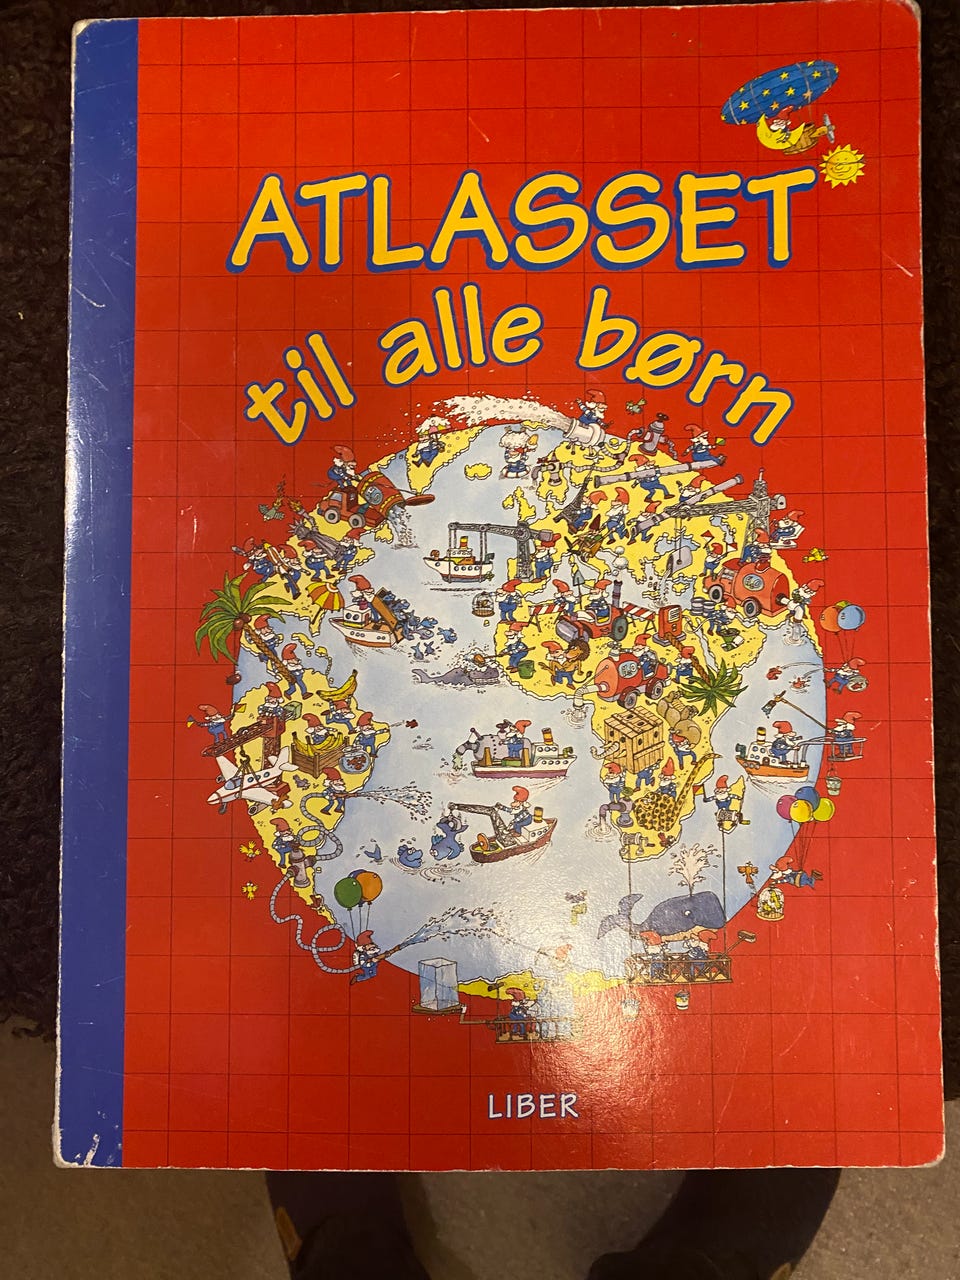 ATLASSET
til alle børn
LIBER